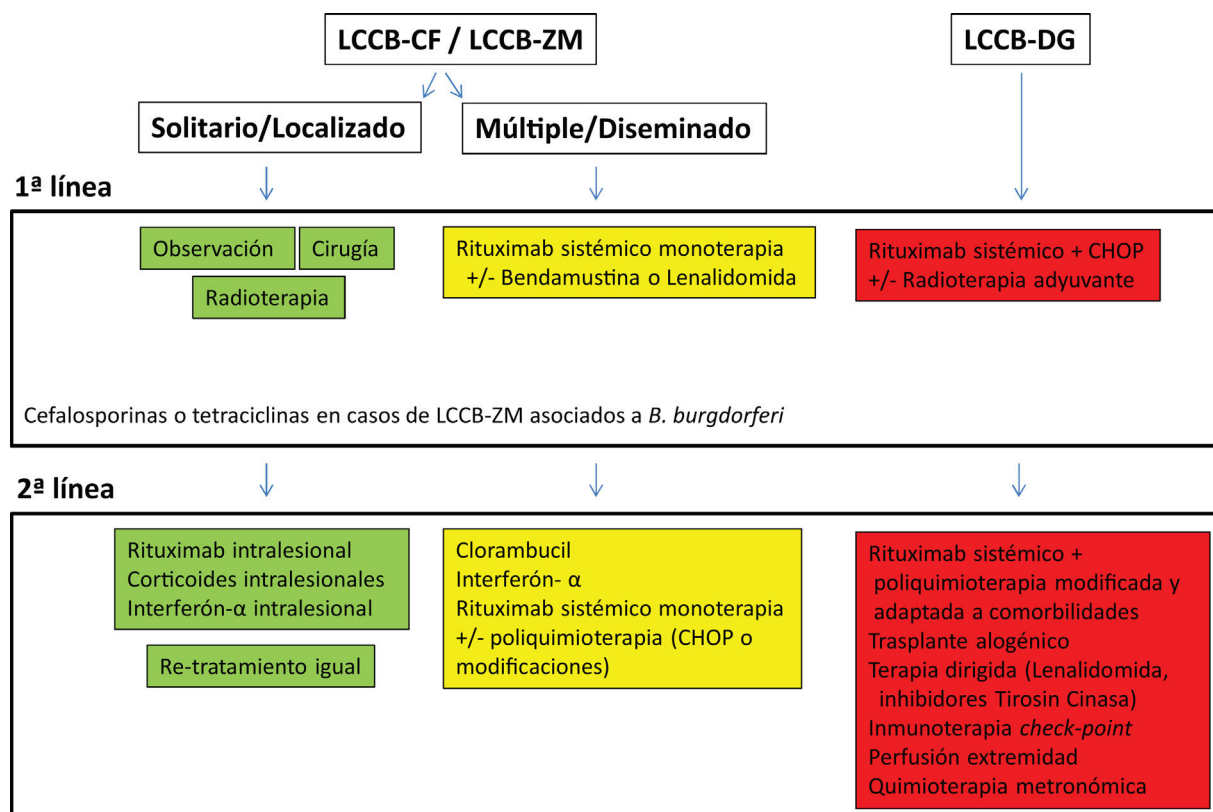 LCCB-CF / LCCB-ZM
LCCB-DG
Solitario/Localizado
Múltiple/Diseminado
1ª línea
Observación
Cirugía
Radioterapia
Rituximab sistémico monoterapia
+/- Bendamustina o Lenalidomida
Rituximab sistémico + CHOP
+/- Radioterapia adyuvante
Cefalosporinas o tetraciclinas en casos de LCCB-ZM asociados a B. burgdorferi
2ª línea
Rituximab intralesional
Corticoides intralesionales
Interferón-α intralesional
Re-tratamiento igual
Clorambucil
Interferón- α
Rituximab sistémico monoterapia
+/- poliquimioterapia (CHOP o
modificaciones)
Rituximab sistémico +
poliquimioterapia modificada y
adaptada a comorbilidades
Trasplante alogénico
Terapia dirigida (Lenalidomida,
inhibidores Tirosin Cinasa)
Inmunoterapia check-point
Perfusión extremidad
Quimioterapia metronómica